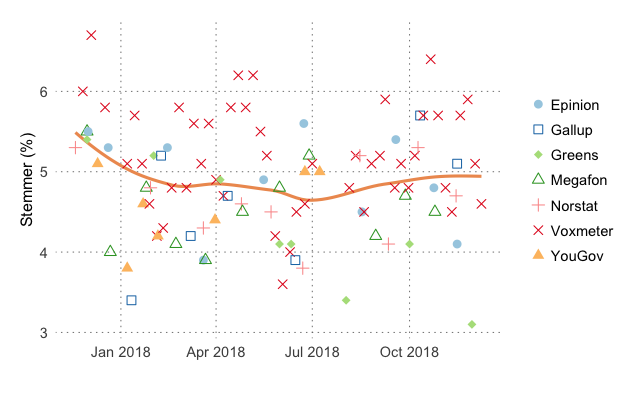 Stemmer (%)
6
5
4
3
Jan 2018
Apr 2018
Jul 2018
Oct 2018
Epinion
Gallup
Greens
Megafon
Norstat
Voxmeter
YouGov